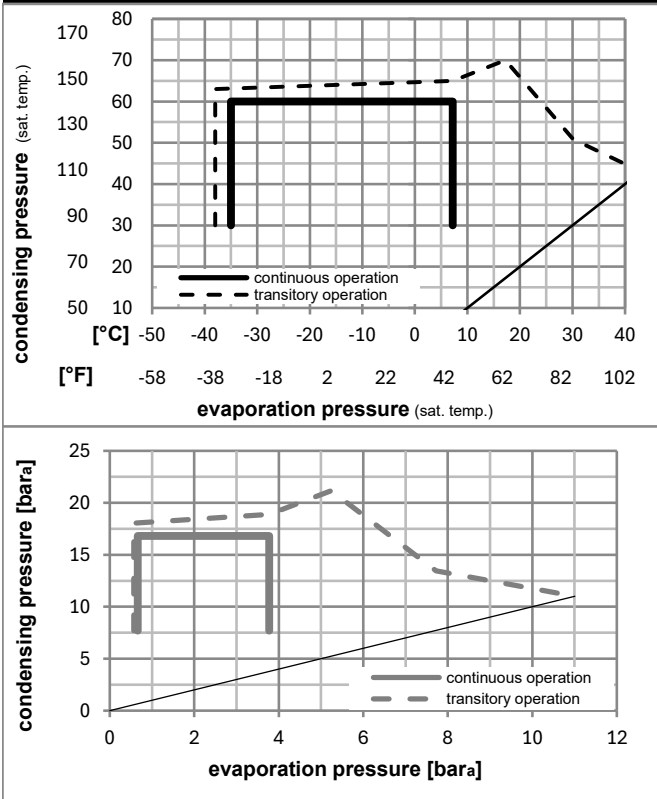 condensing pressure (sat. temp.)
170
150
130
110
90
70
50
80
70
60
50
40
30
20
10
continuous operation
transitory operation
[°C] -50 -40 -30 -20 -10 0 10 20 30 40
[°F] -58 -38 -18 2 22 42 62 82 102
evaporation pressure (sat. temp.)
condensing pressure [bara]
25
20
15
10
5
0
continuous operation
transitory operation
0 2 4 6 8 10 12
evaporation pressure [bara]